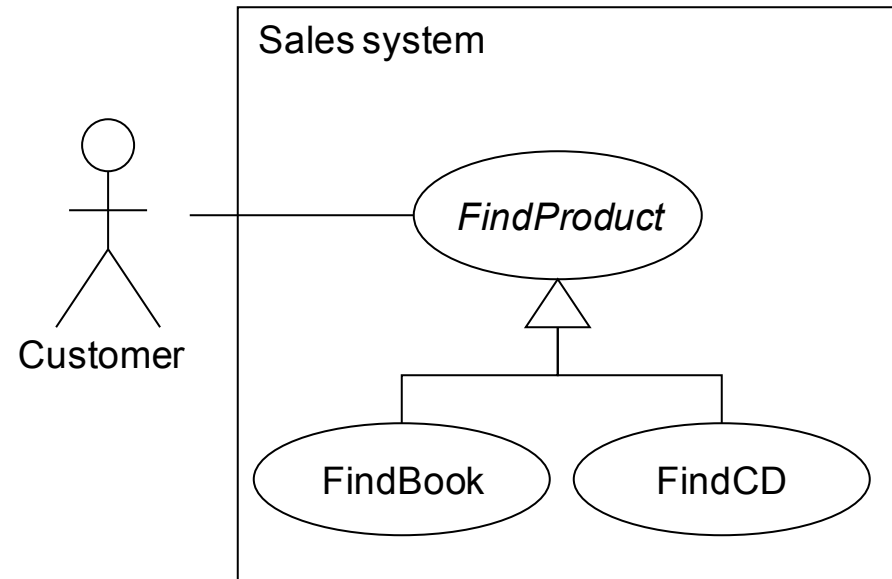 Sales system
FindProduct
Customer
FindBook
FindCD